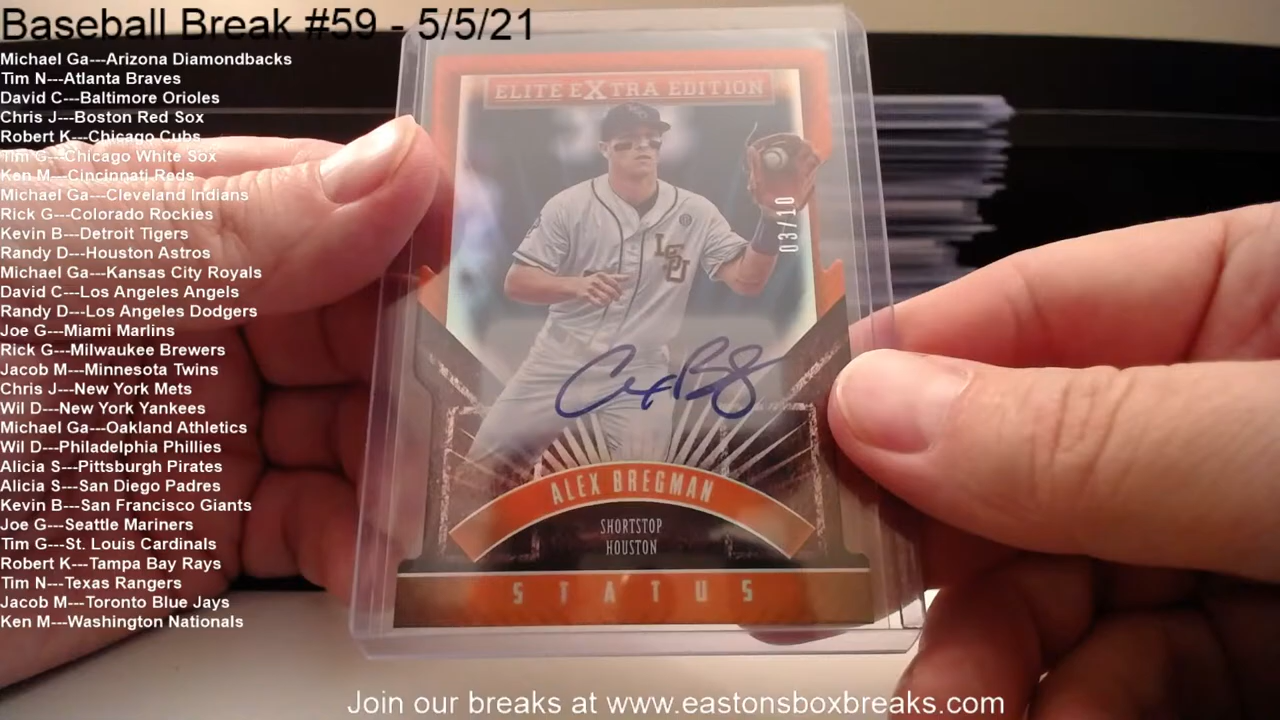 Baseball Break #59 - 5/5/21
Michael Ga---Arizona Diamondbacks
Tim N---Atlanta Braves
David C---Baltimore Orioles
Chris J---Boston Red Sox
Robert K---Chicago Cubs
Tim G---Chicago White Sox
Ken M---Cincinnati Reds
Michael Ga---Cleveland Indians
Rick G---Colorado Rockies
Kevin B---Detroit Tigers
Randy D---Houston Astros
Michael Ga---Kansas City Royals
David C---Los Angeles Angels
Randy D---Los Angeles Dodgers
Joe G---Miami Marlins
Rick G---Milwaukee Brewers
Jacob M---Minnesota Twins
Chris J---New York Mets
Wil D---New York Yankees
Michael Ga---Oakland Athletics
Wil D---Philadelphia Phillies
Alicia S---Pittsburgh Pirates
Alicia S---San Diego Padres
Kevin B---San Francisco Giants
Joe G---Seattle Mariners
Tim G---St. Louis Cardinals
Robert K---Tampa Bay Rays
Tim N---Texas Rangers
Jacob M---Toronto Blue Jays
Ken M---Washington Nationals
ELITE EXTRA EDITION
03/10
LSU
ALEX BREGMAN
SHORTSTOP
HOUSTON
STATUS
Join our breaks at www.eastonsboxbreaks.com